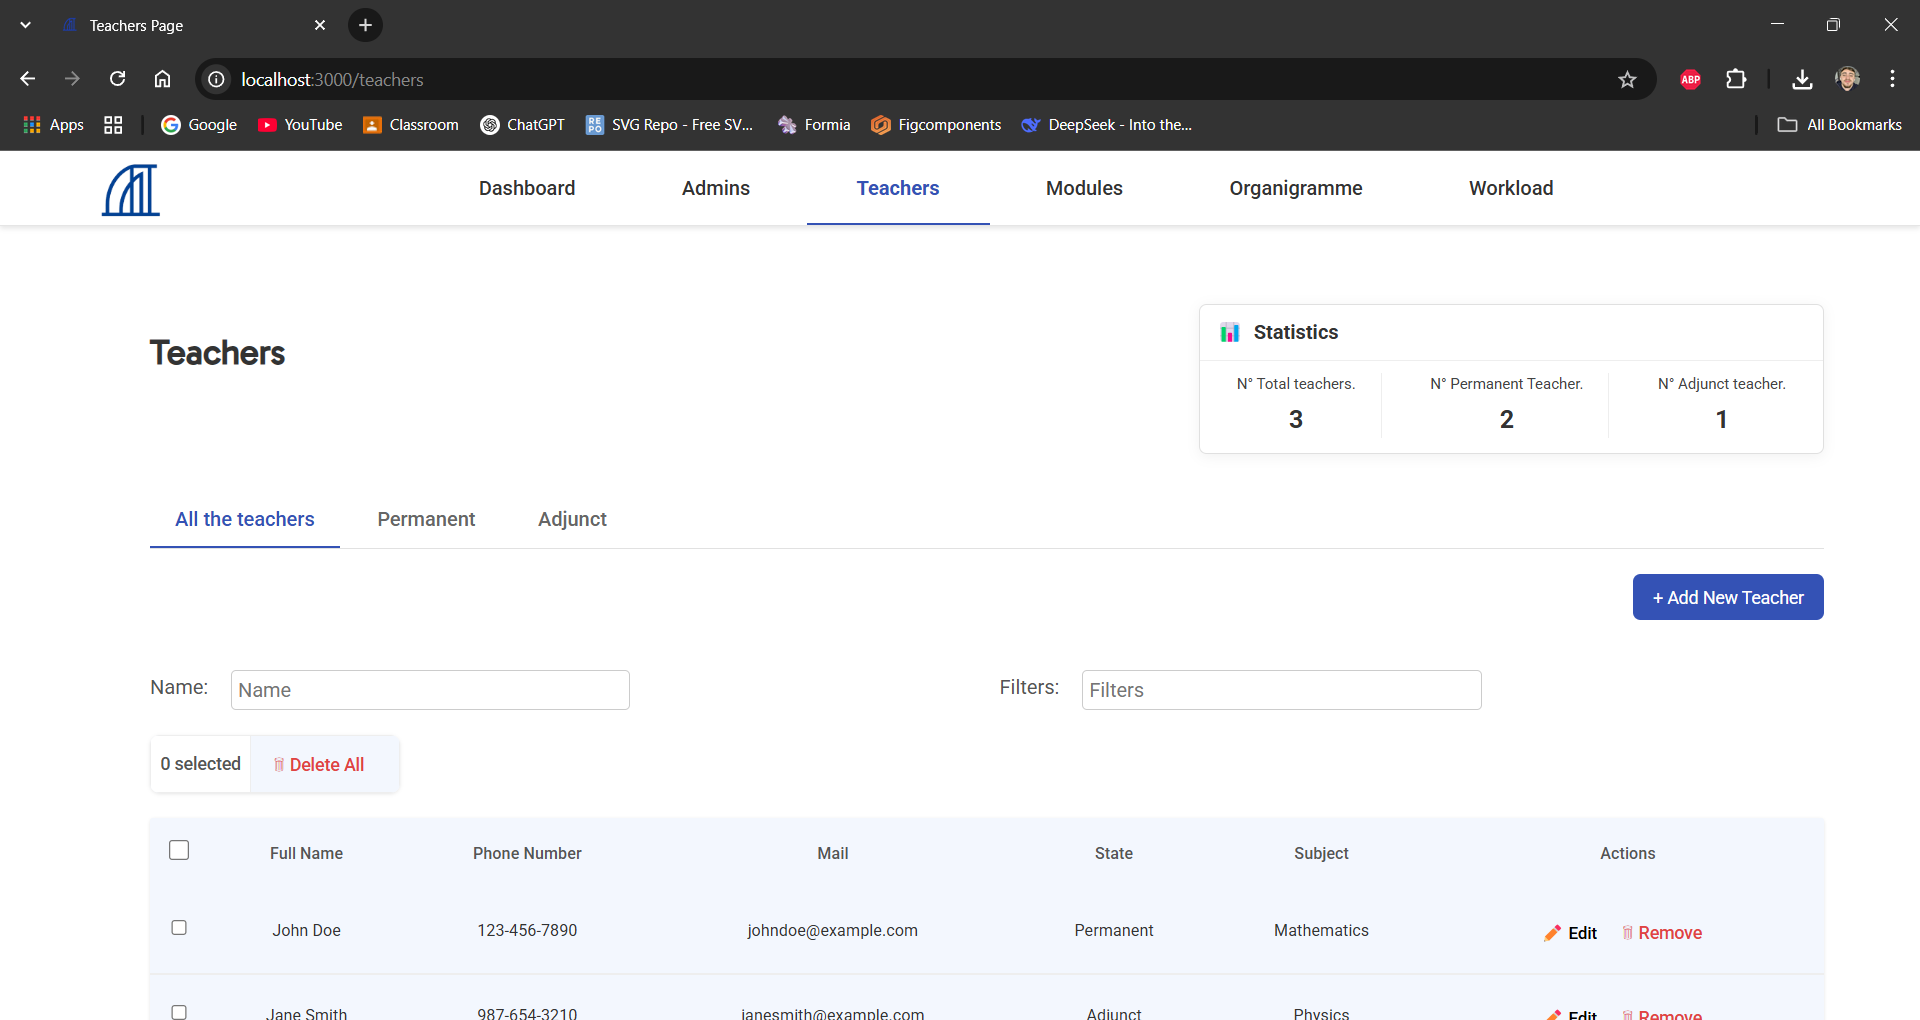 Teachers Page
localhost:3000/teachers
ABP
Apps
Google
YouTube
Classroom
ChatGPT
REPO
SVG Repo - Free SV...
Formia
Figcomponents
DeepSeek - Into the...
All Bookmarks
Dashboard
Admins
Teachers
Modules
Organigramme
Workload
Teachers
Statistics
N° Total teachers.
3
N° Permanent Teacher.
2
N° Adjunct teacher.
1
All the teachers
Permanent
Adjunct
+ Add New Teacher
Name:
Name
Filters:
Filters
0 selected
Delete All
Full Name Phone Number Mail State Subject Actions
John Doe 123-456-7890 johndoe@example.com Permanent Mathematics Edit Remove
Jane Smith 987-654-3210 janesmith@example.com Adjunct Physics Edit Remove